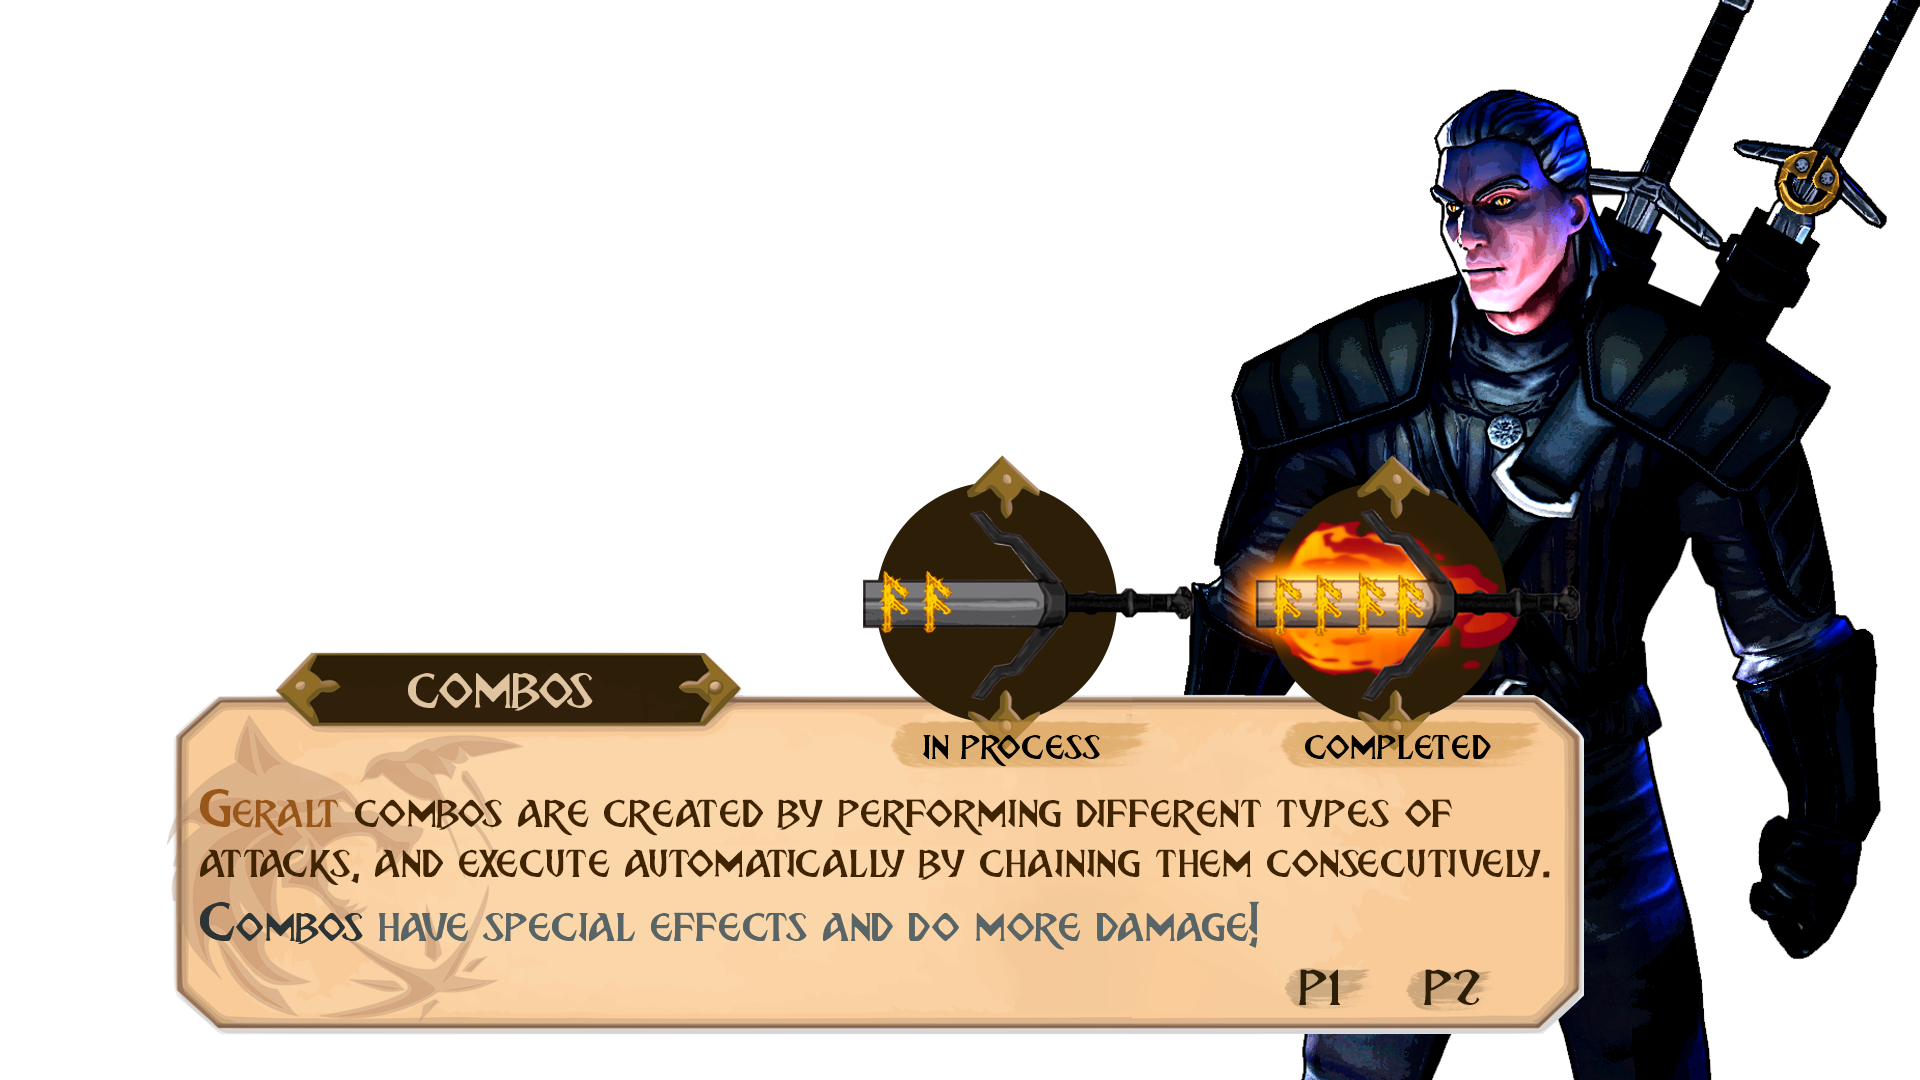 COMBOS
IN PROCESS
COMPLETED
GERALT COMBOS ARE CREATED BY PERFORMING DIFFERENT TYPES OF
ATTACKS, AND EXECUTE AUTOMATICALLY BY CHAINING THEM CONSECUTIVELY.
COMBOS HAVE SPECIAL EFFECTS AND DO MORE DAMAGE!
P1 P2